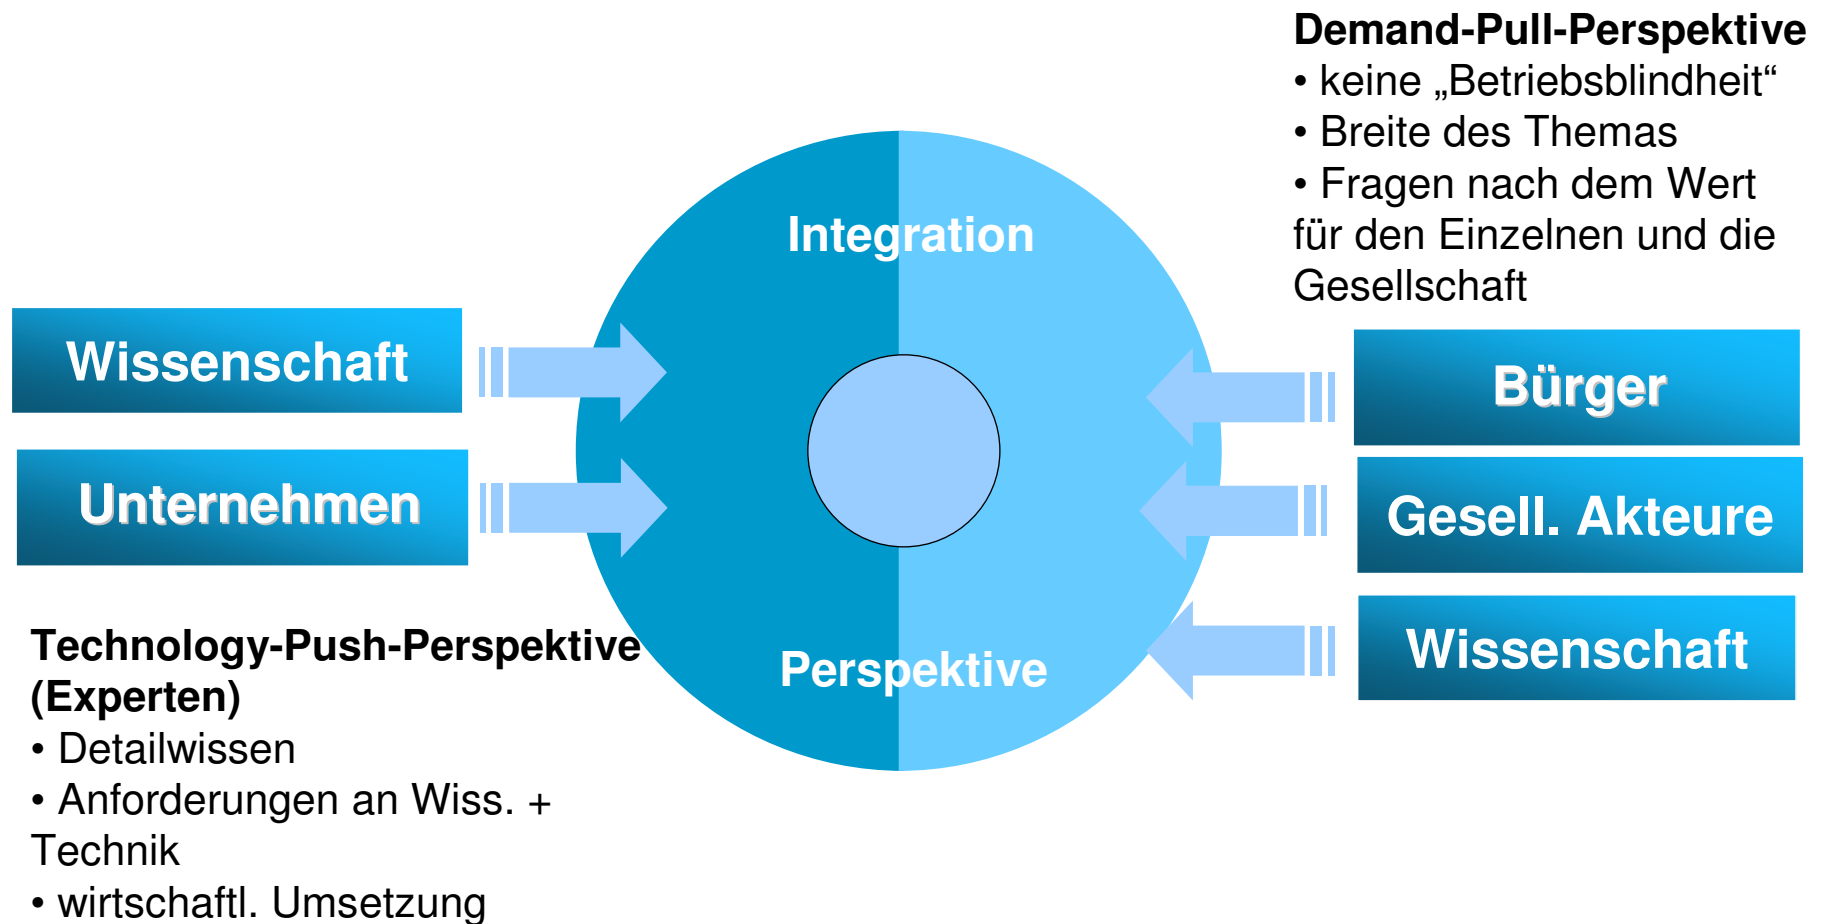 Demand-Pull-Perspektive
• keine „Betriebsblindheit“
• Breite des Themas
• Fragen nach dem Wert
für den Einzelnen und die
Gesellschaft
Integration
Perspektive
Wissenschaft
Unternehmen
Bürger
Gesell. Akteure
Wissenschaft
Technology-Push-Perspektive
(Experten)
• Detailwissen
• Anforderungen an Wiss. +
Technik
• wirtschaftl. Umsetzung